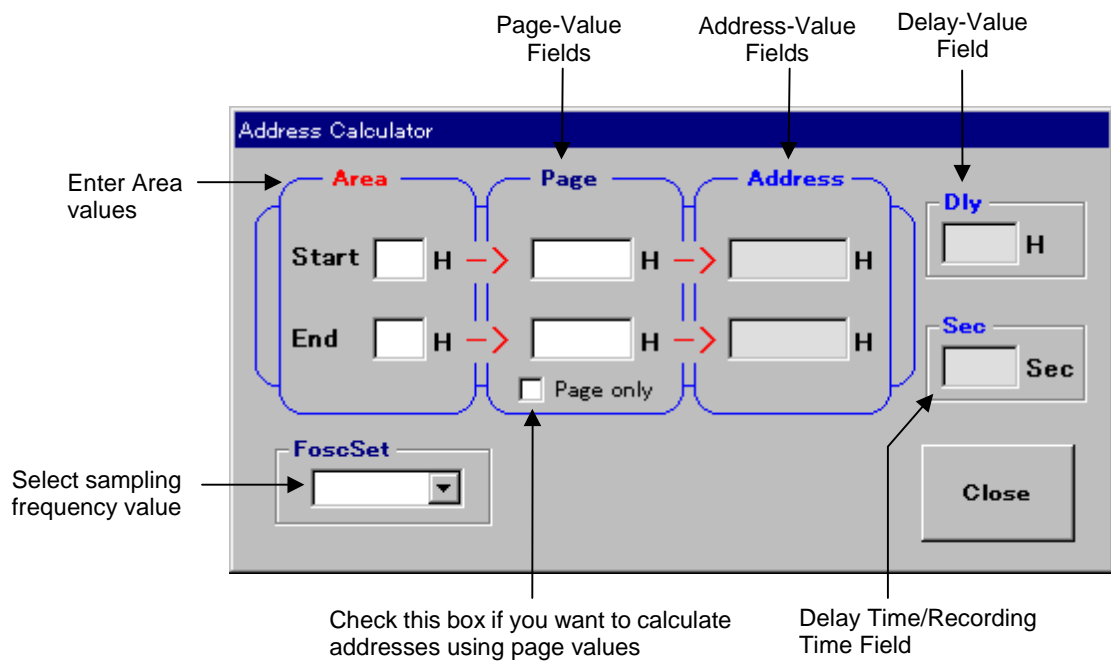 Page-Value
Fields
Address-Value
Fields
Delay-Value
Field
Address Calculator
Enter Area
values
Area
Page
Address
Dly
H
Start
H
H
H
End
H
H
H
Sec
Sec
Page only
FoscSet
Select sampling
frequency value
Close
Check this box if you want to calculate
addresses using page values
Delay Time/Recording
Time Field